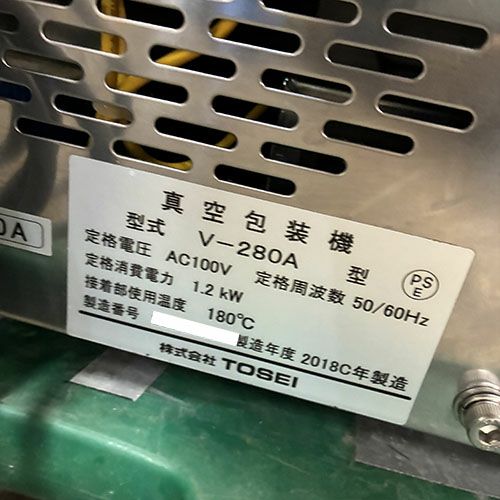 真空包装機
型式 V-280A 型
PS
E
定格電圧 AC100V 定格周波数 50/60Hz
定格消費電力 1.2 kW
接着部使用温度 180℃
製造番号 製造年度 2018C年製造
株式会社 TOSEI
0A